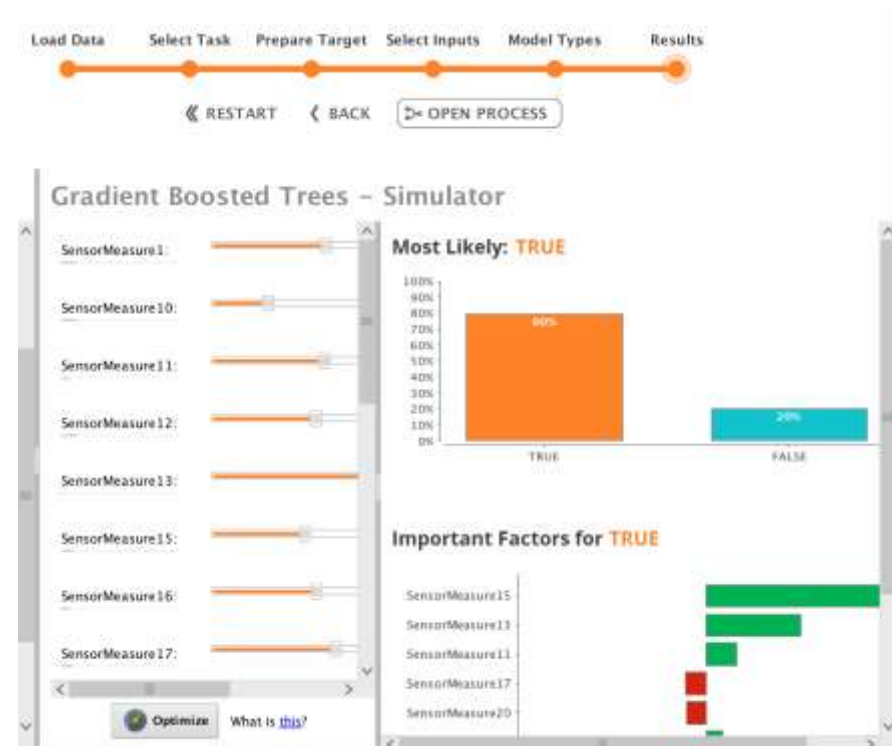 Load Data Select Task Prepare Target Select Inputs Model Types Results
RESTART BACK OPEN PROCESS
Gradient Boosted Trees – Simulator
SensorMeasure1:
SensorMeasure10:
SensorMeasure11:
SensorMeasure12:
SensorMeasure13:
SensorMeasure15:
SensorMeasure16:
SensorMeasure17:
Optimize What is this?
Most Likely: TRUE
100%
90%
80%
70%
60%
50%
40%
30%
20%
10%
0%
80%
20%
TRUE FALSE
Important Factors for TRUE
SensorMeasure15
SensorMeasure13
SensorMeasure11
SensorMeasure17
SensorMeasure20